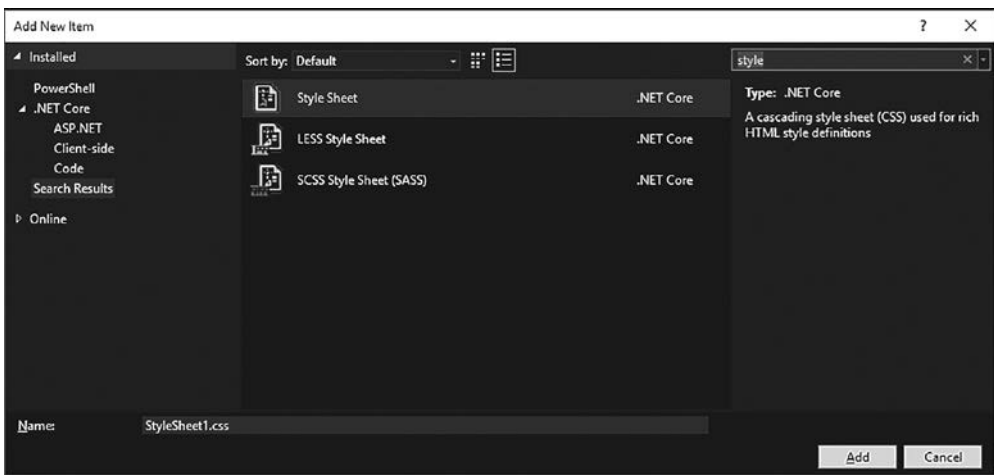 Add New Item
? ×
Installed
PowerShell
.NET Core
ASP.NET
Client-side
Code
Search Results
Online
Sort by: Default
Style Sheet .NET Core
LESS Style Sheet .NET Core
SCSS Style Sheet (SASS) .NET Core
style
Type: .NET Core
A cascading style sheet (CSS) used for rich
HTML style definitions
Name: StyleSheet1.css
Add Cancel